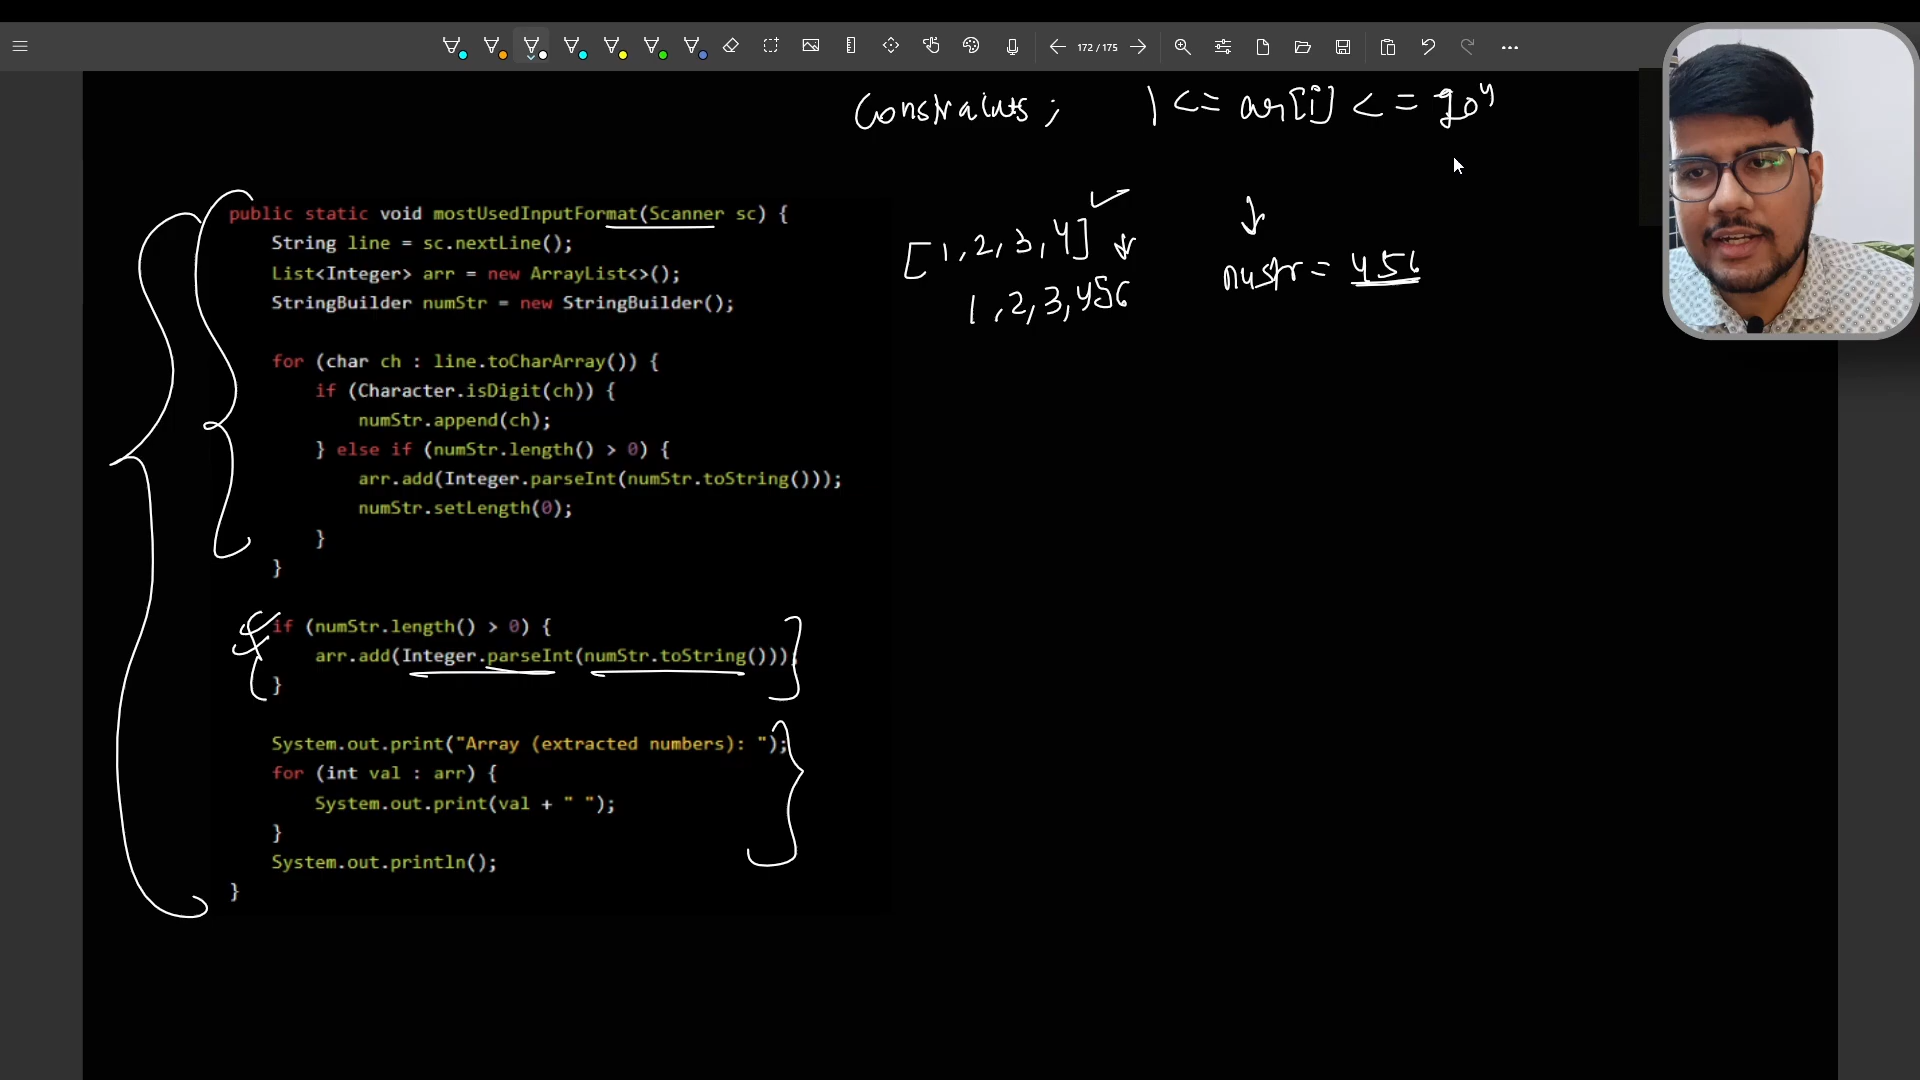 172 / 175
Constraints ; 1 <= ar[i] <= 10^4
public static void mostUsedInputFormat(Scanner sc) {
String line = sc.nextLine();
List<Integer> arr = new ArrayList<>();
StringBuilder numStr = new StringBuilder();
for (char ch : line.toCharArray()) {
if (Character.isDigit(ch)) {
numStr.append(ch);
} else if (numStr.length() > 0) {
arr.add(Integer.parseInt(numStr.toString()));
numStr.setLength(0);
}
}
if (numStr.length() > 0) {
arr.add(Integer.parseInt(numStr.toString()));
}
System.out.print("Array (extracted numbers): ");
for (int val : arr) {
System.out.print(val + " ");
}
System.out.println();
}
[1,2,3,4]
1,2,3,456
numstr = 456